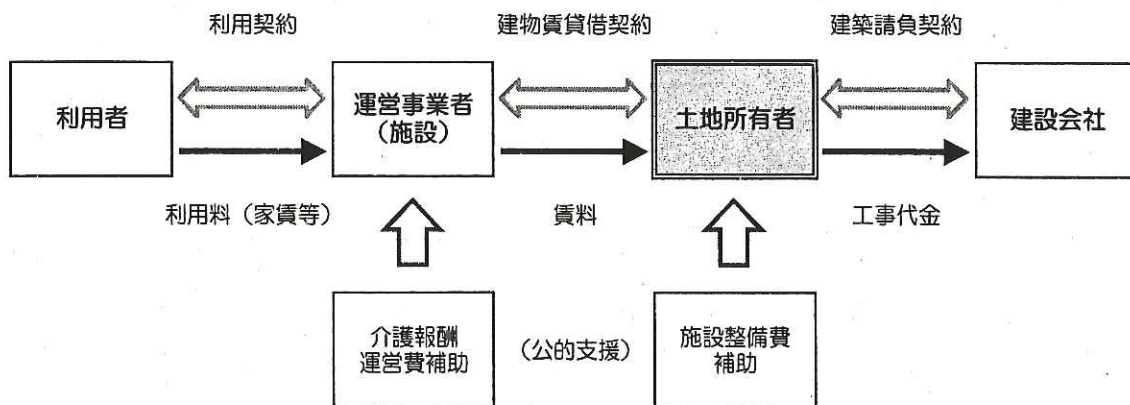 利用契約
建物賃貸借契約
建築請負契約
利用者
運営事業者
（施設）
土地所有者
建設会社
利用料（家賃等）
賃料
工事代金
介護報酬
運営費補助
（公的支援）
施設整備費
補助